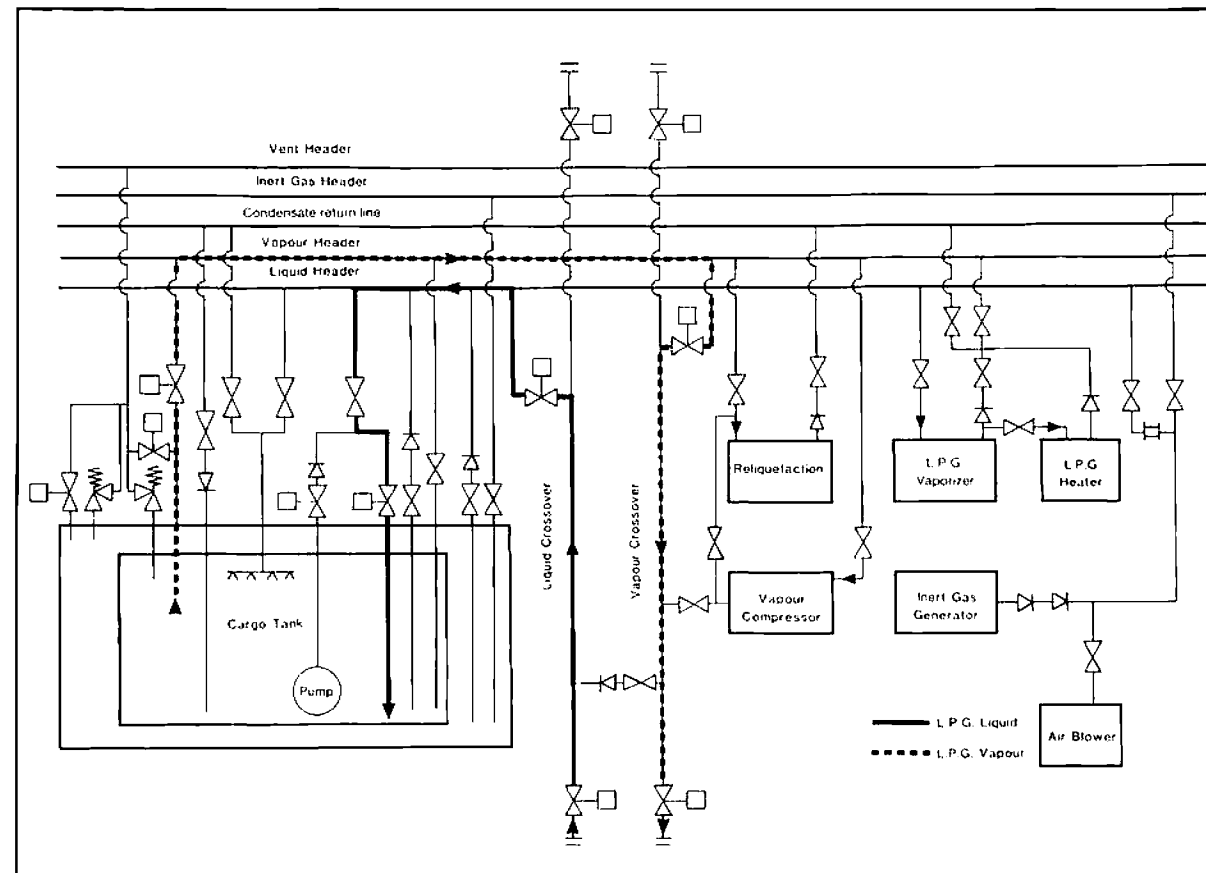 Vent Header
Inert Gas Header
Condensate return line
Vapour Header
Liquid Header
Liquid Crossover
Vapour Crossover
Reliquefaction
L.P.G.
Vaporizer
L.P.G
Heater
Vapour
Compressor
Inert Gas
Generator
Cargo Tank
Pump
Air Blower
L.P.G. Liquid
L.P.G. Vapour